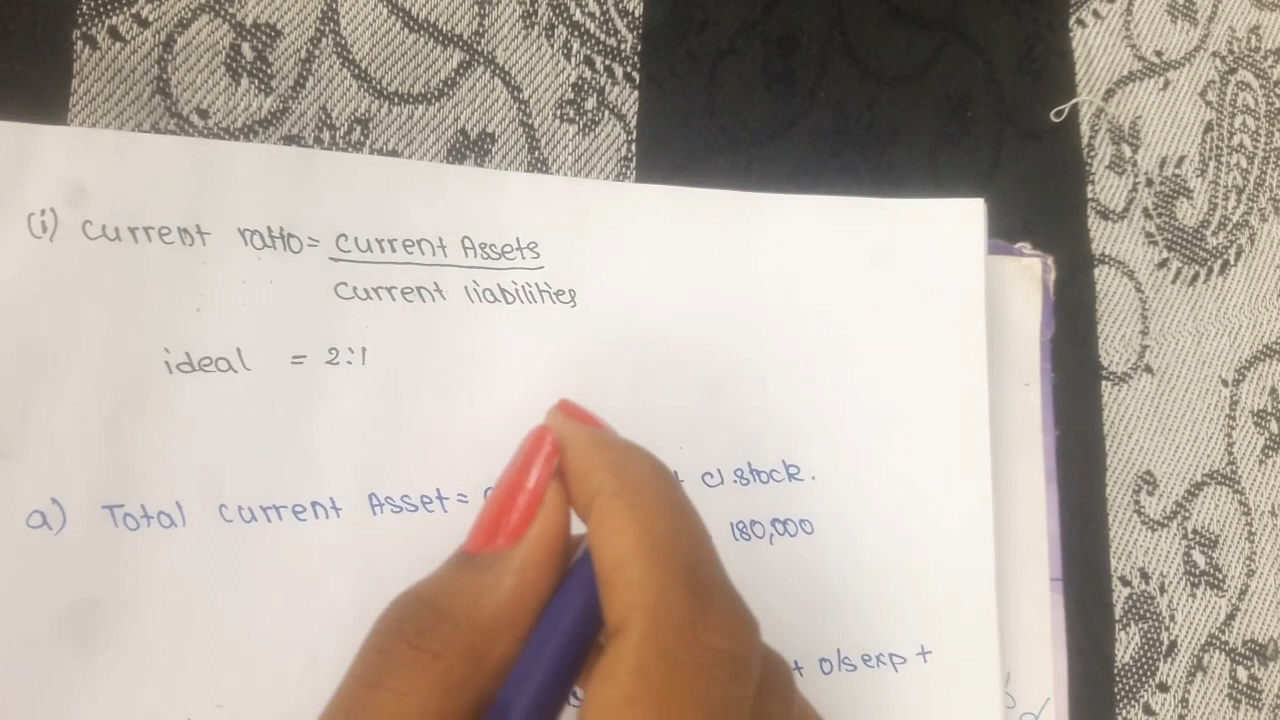 (i) current ratio = current Assets
current liabilities
ideal = 2:1
a) Total current Asset = + cl.stock.
180,000
+ o/s exp +